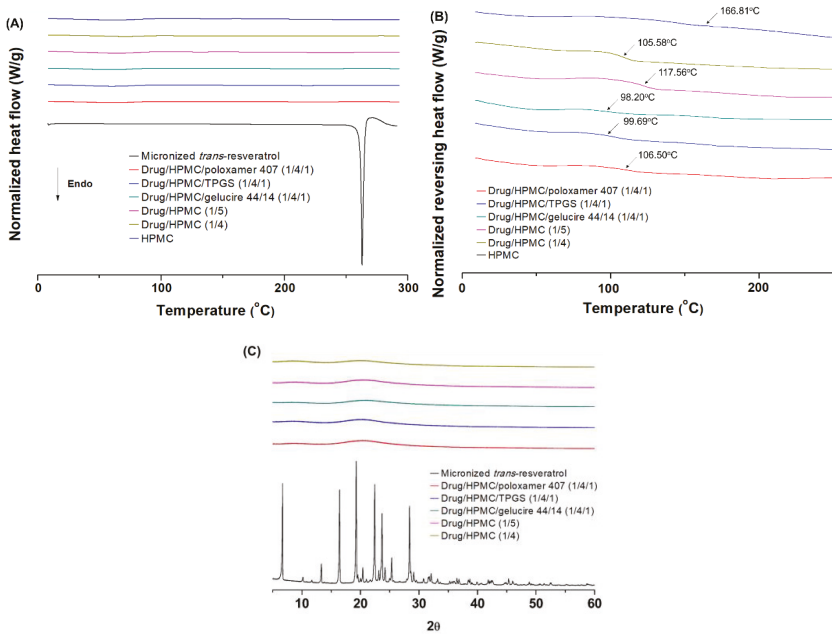 (A)
Normalized heat flow (W/g)
Endo
Micronized trans-resveratrol
Drug/HPMC/poloxamer 407 (1/4/1)
Drug/HPMC/TPGS (1/4/1)
Drug/HPMC/gelucire 44/14 (1/4/1)
Drug/HPMC (1/5)
Drug/HPMC (1/4)
HPMC
0 100 200 300
Temperature (°C)
(B)
Normalized reversing heat flow (W/g)
166.81°C
105.58°C
117.56°C
98.20°C
99.69°C
106.50°C
Drug/HPMC/poloxamer 407 (1/4/1)
Drug/HPMC/TPGS (1/4/1)
Drug/HPMC/gelucire 44/14 (1/4/1)
Drug/HPMC (1/5)
Drug/HPMC (1/4)
HPMC
0 100 200
Temperature (°C)
(C)
Micronized trans-resveratrol
Drug/HPMC/poloxamer 407 (1/4/1)
Drug/HPMC/TPGS (1/4/1)
Drug/HPMC/gelucire 44/14 (1/4/1)
Drug/HPMC (1/5)
Drug/HPMC (1/4)
10 20 30 40 50 60
2θ